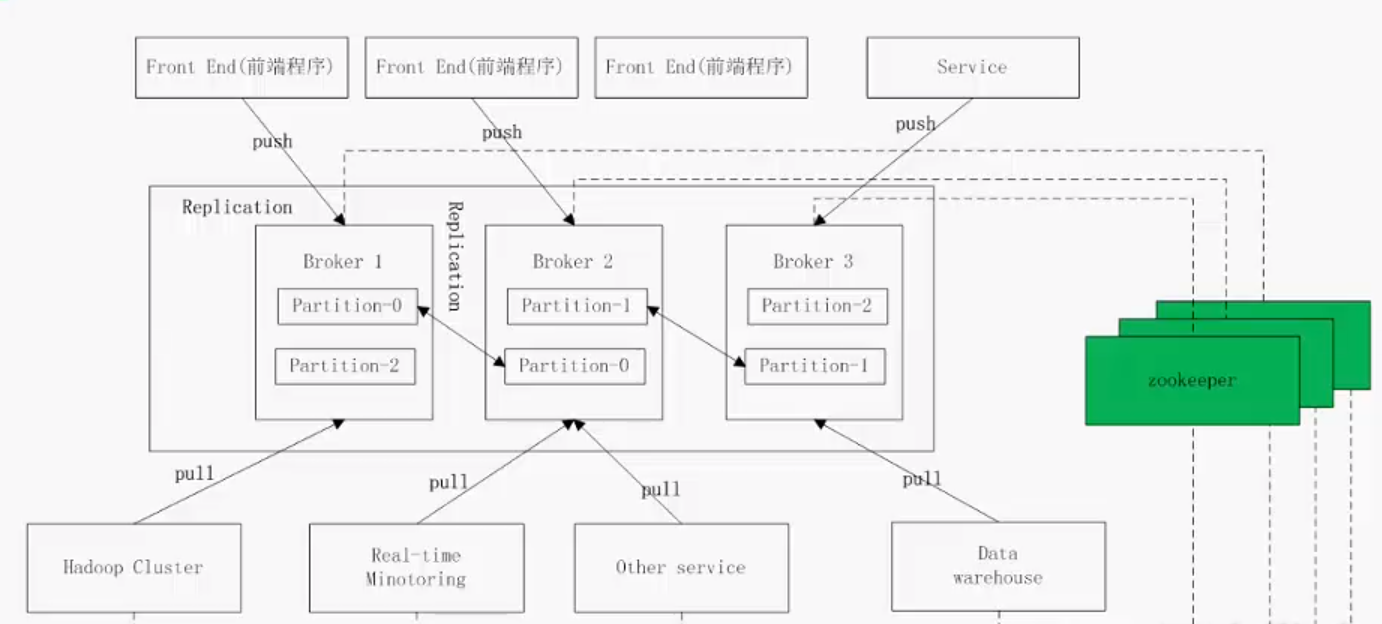 Front End(前端程序)
Front End(前端程序)
Front End(前端程序)
Service
push
push
push
Replication
Replication
Broker 1
Broker 2
Broker 3
Partition-0
Partition-1
Partition-2
Partition-2
Partition-0
Partition-1
zookeeper
pull
pull
pull
pull
Hadoop Cluster
Real-time
Minotoring
Other service
Data
warehouse